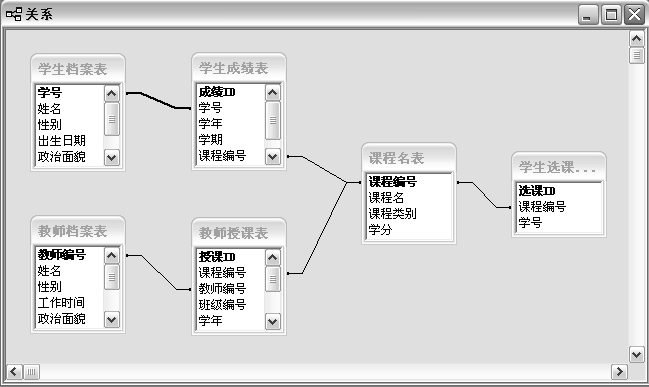 关系
学生档案表
学号
姓名
性别
出生日期
政治面貌
学生成绩表
成绩ID
学号
学年
学期
课程编号
课程名表
课程编号
课程名
课程类别
学分
学生选课...
选课ID
课程编号
学号
教师档案表
教师编号
姓名
性别
工作时间
政治面貌
教师授课表
授课ID
课程编号
教师编号
班级编号
学年